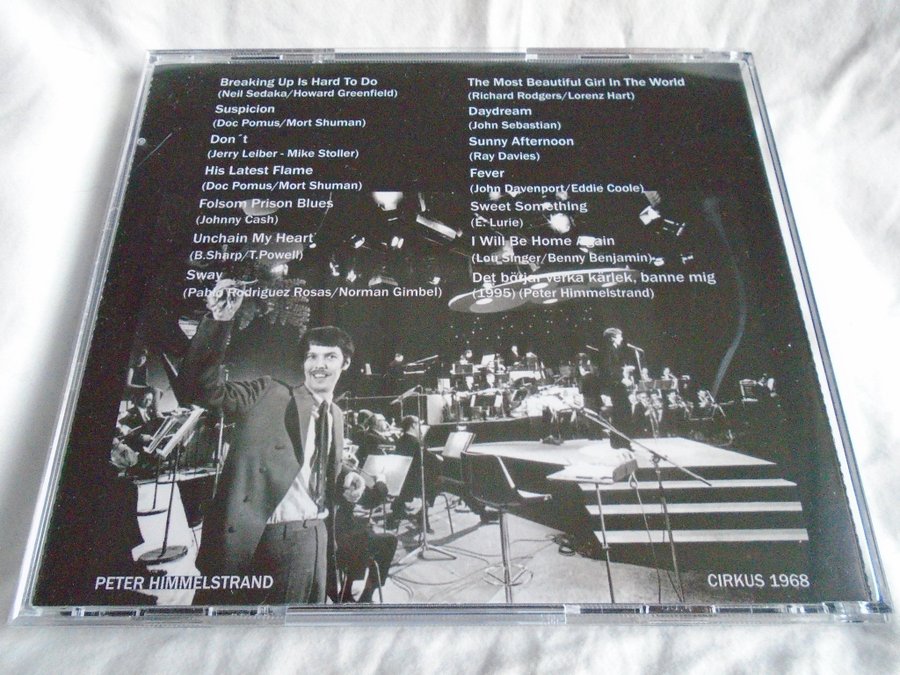 Breaking Up Is Hard To Do
(Neil Sedaka/Howard Greenfield)
Suspicion
(Doc Pomus/Mort Shuman)
Don´t
(Jerry Leiber - Mike Stoller)
His Latest Flame
(Doc Pomus/Mort Shuman)
Folsom Prison Blues
(Johnny Cash)
Unchain My Heart
(B.Sharp/T.Powell)
Sway
(Pablo Rodriguez Rosas/Norman Gimbel)
The Most Beautiful Girl In The World
(Richard Rodgers/Lorenz Hart)
Daydream
(John Sebastian)
Sunny Afternoon
(Ray Davies)
Fever
(John Davenport/Eddie Coole)
Sweet Something
(E. Lurie)
I Will Be Home Again
(Lou Singer/Benny Benjamin)
Det börjar verka kärlek, banne mig
(1995) (Peter Himmelstrand)
PETER HIMMELSTRAND
CIRKUS 1968